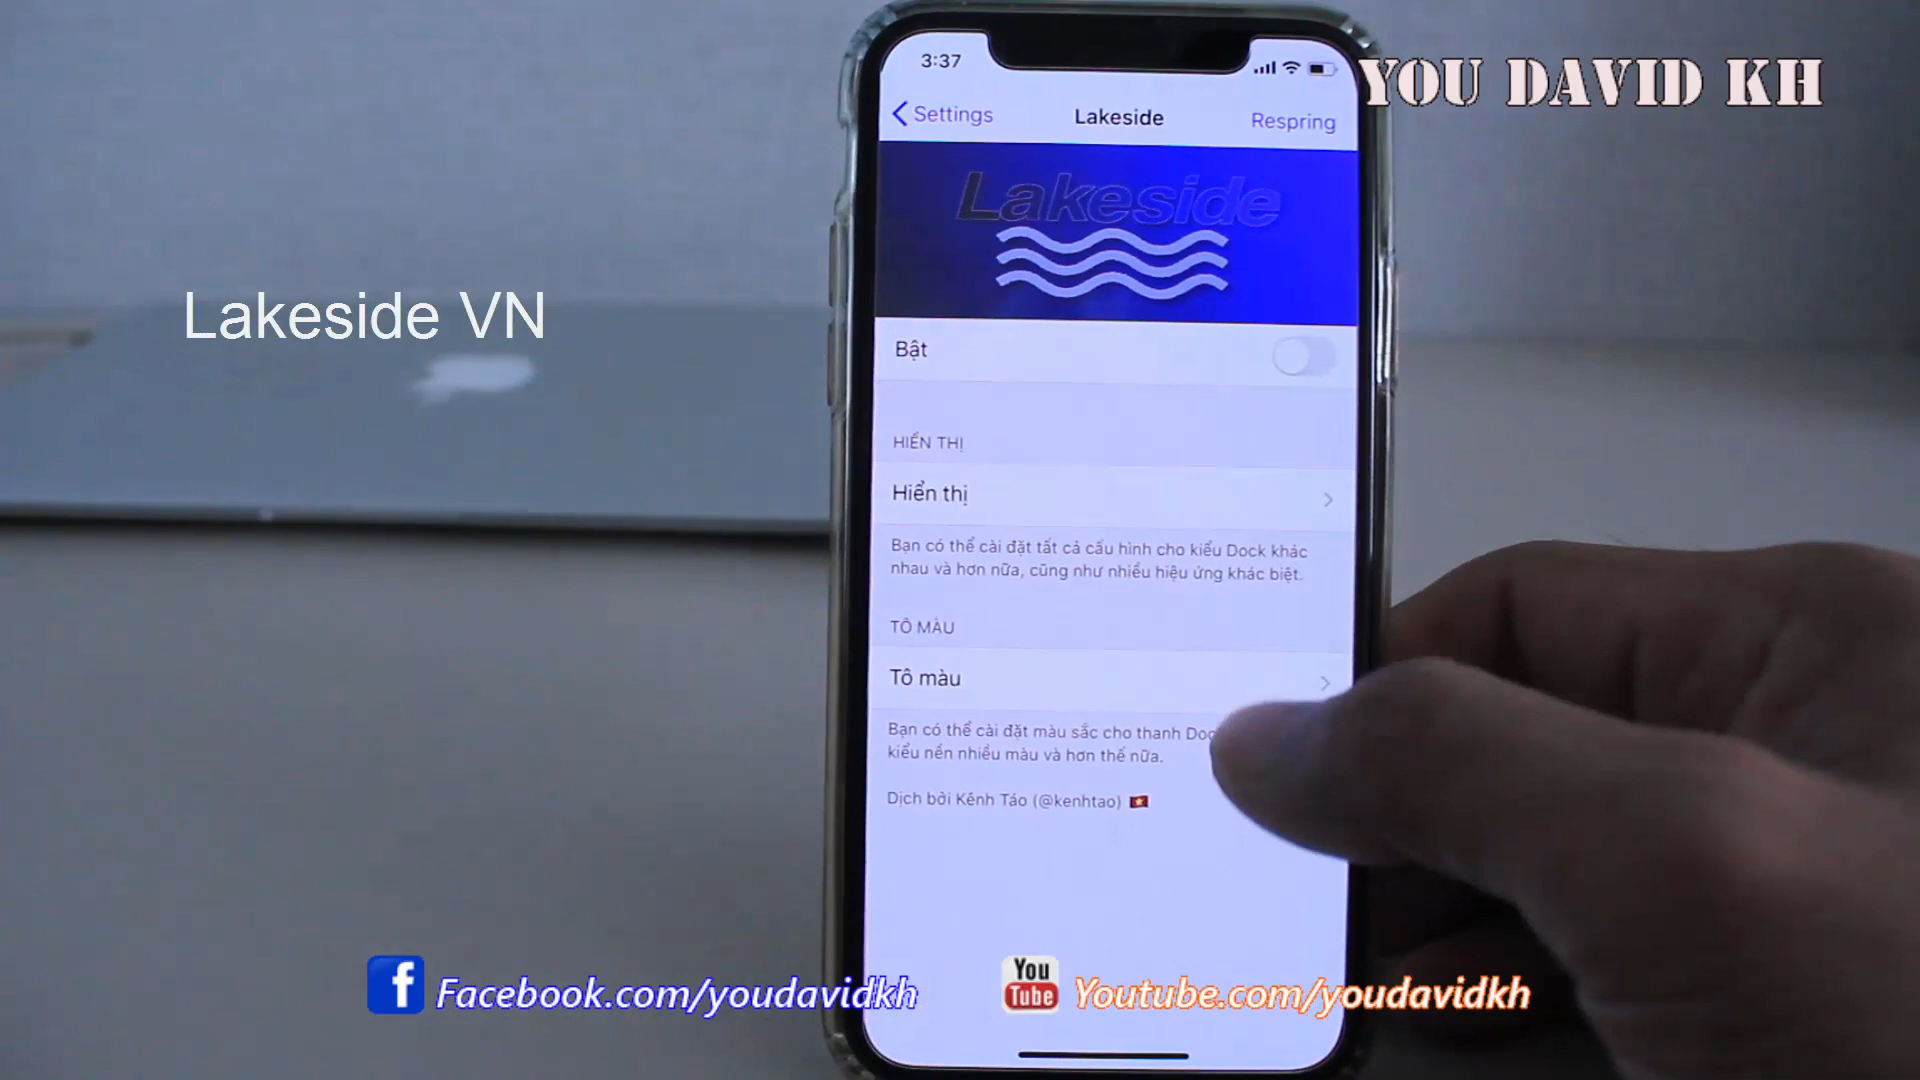 YOU DAVID KH
3:37
Settings
Lakeside
Respring
Lakeside
Lakeside VN
Bật
HIỂN THỊ
Hiển thị
Bạn có thể cài đặt tất cả cấu hình cho kiểu Dock khác
nhau và hơn nữa, cũng như nhiều hiệu ứng khác biệt.
TÔ MÀU
Tô màu
Bạn có thể cài đặt màu sắc cho thanh
kiểu nền nhiều màu và hơn thế nữa.
Dịch bởi Kênh Táo (@kenhtao)
f Facebook.com/youdavidkh
You Tube Youtube.com/youdavidkh